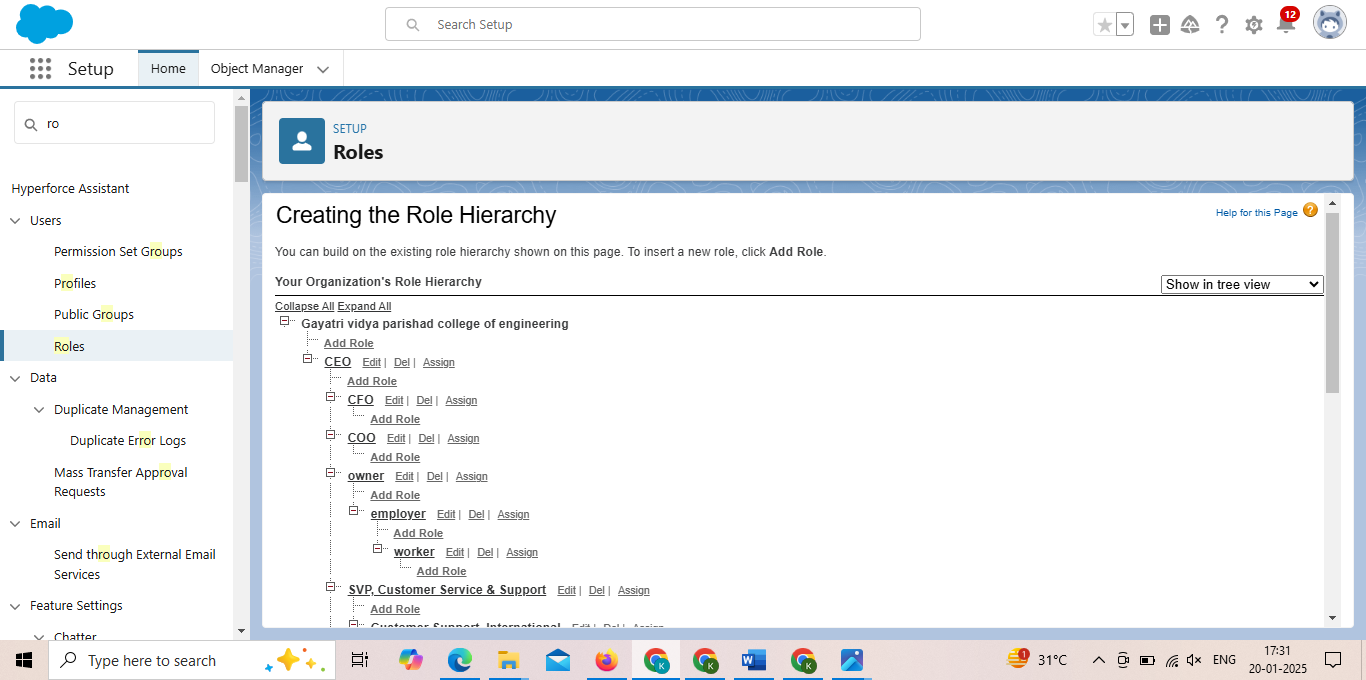 Search Setup
12
Setup
Home
Object Manager
ro
Hyperforce Assistant
Users
Permission Set Groups
Profiles
Public Groups
Roles
Data
Duplicate Management
Duplicate Error Logs
Mass Transfer Approval
Requests
Email
Send through External Email
Services
Feature Settings
Chatter
SETUP
Roles
Creating the Role Hierarchy
Help for this Page ?
You can build on the existing role hierarchy shown on this page. To insert a new role, click Add Role.
Your Organization's Role Hierarchy
Show in tree view
Collapse All Expand All
Gayatri vidya parishad college of engineering
Add Role
CEO Edit | Del | Assign
Add Role
CFO Edit | Del | Assign
Add Role
COO Edit | Del | Assign
Add Role
owner Edit | Del | Assign
Add Role
employer Edit | Del | Assign
Add Role
worker Edit | Del | Assign
Add Role
SVP, Customer Service & Support Edit | Del | Assign
Add Role
Customer Support, International Edit | Del | Assign
Type here to search
K
K
W
K
1
31°C
ENG
17:31
20-01-2025